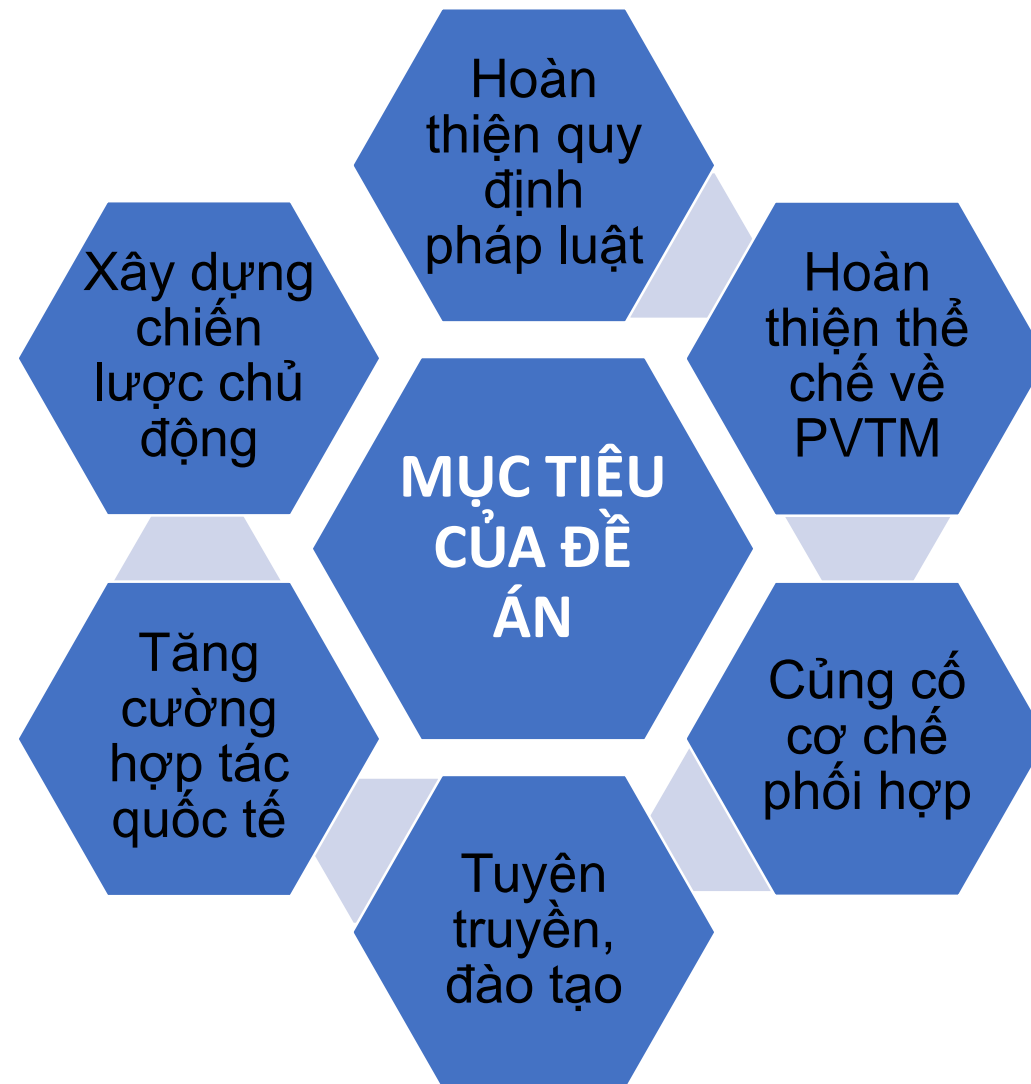 Hoàn
thiện quy
định
pháp luật
Hoàn
thiện thể
chế về
PVTM
Củng cố
cơ chế
phối hợp
Tuyên
truyền,
đào tạo
Tăng
cường
hợp tác
quốc tế
Xây dựng
chiến
lược chủ
động
MỤC TIÊU
CỦA ĐỀ
ÁN